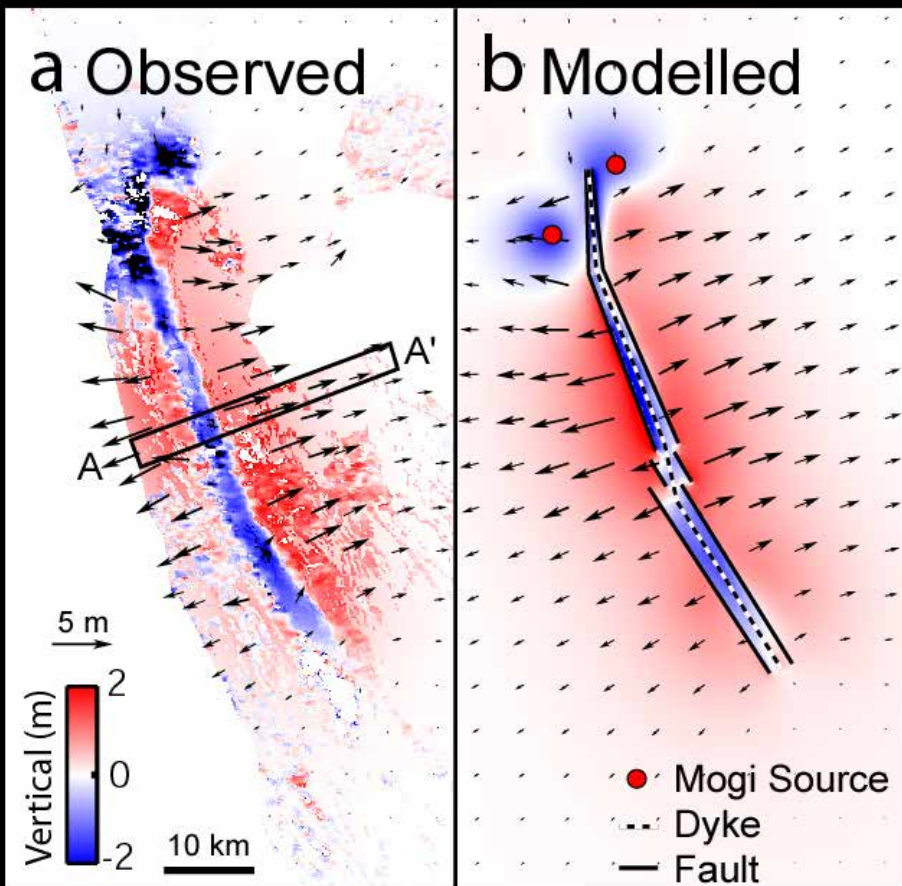 a Observed
b Modelled
A'
A
5 m
2
Vertical (m)
0
-2
10 km
Mogi Source
Dyke
Fault